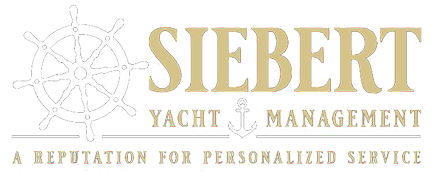 SIEBERT
YACHT MANAGEMENT
A REPUTATION FOR PERSONALIZED SERVICE